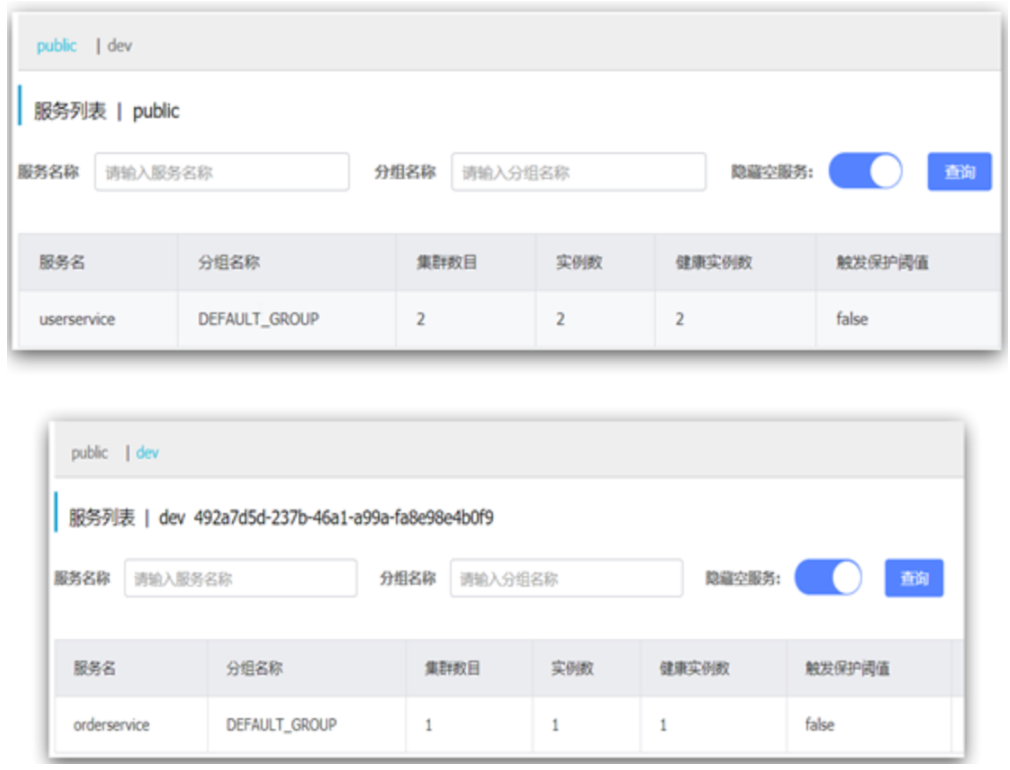 public | dev
服务列表 | public
服务名称 请输入服务名称 分组名称 请输入分组名称 隐藏空服务: 查询
服务名 分组名称 集群数目 实例数 健康实例数 触发保护阈值
userservice DEFAULT_GROUP 2 2 2 false
public | dev
服务列表 | dev 492a7d5d-237b-46a1-a99a-fa8e98e4b0f9
服务名称 请输入服务名称 分组名称 请输入分组名称 隐藏空服务: 查询
服务名 分组名称 集群数目 实例数 健康实例数 触发保护阈值
orderservice DEFAULT_GROUP 1 1 1 false